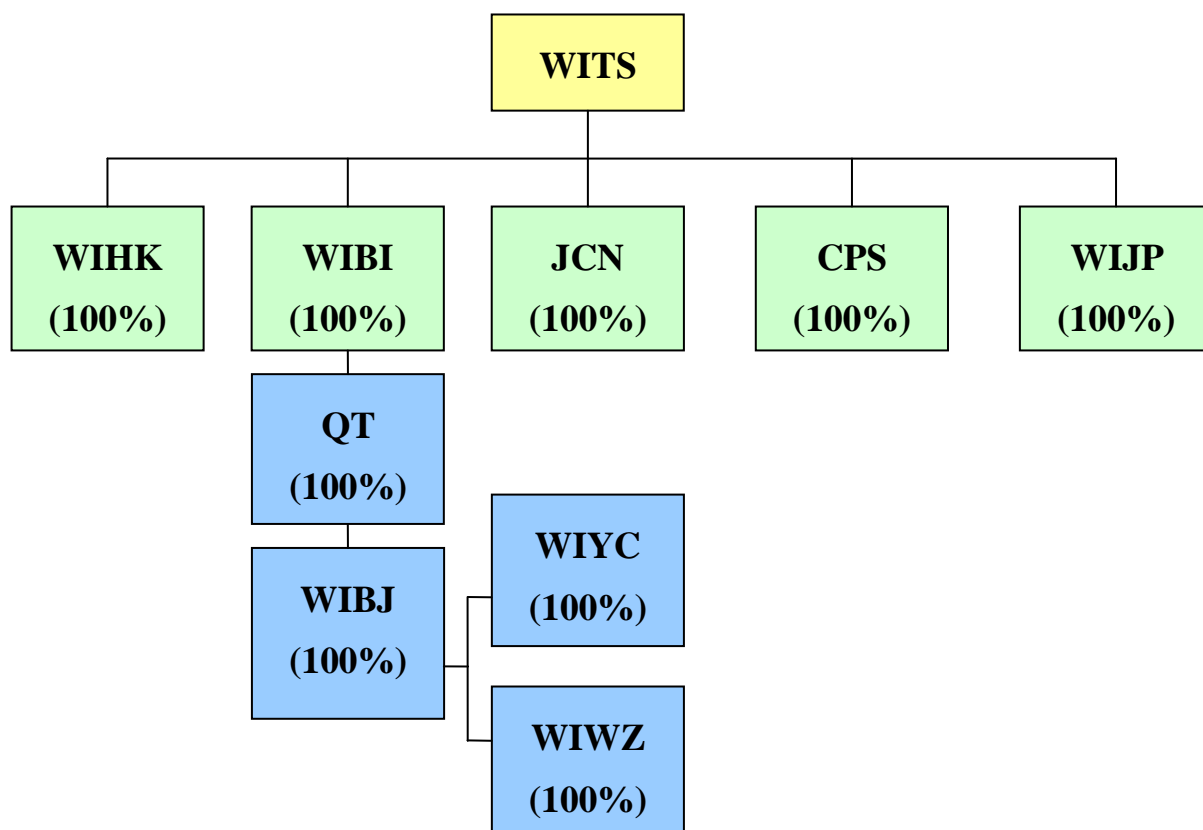 WITS
WIHK
(100%)
WIBI
(100%)
JCN
(100%)
CPS
(100%)
WIJP
(100%)
QT
(100%)
WIBJ
(100%)
WIYC
(100%)
WIWZ
(100%)